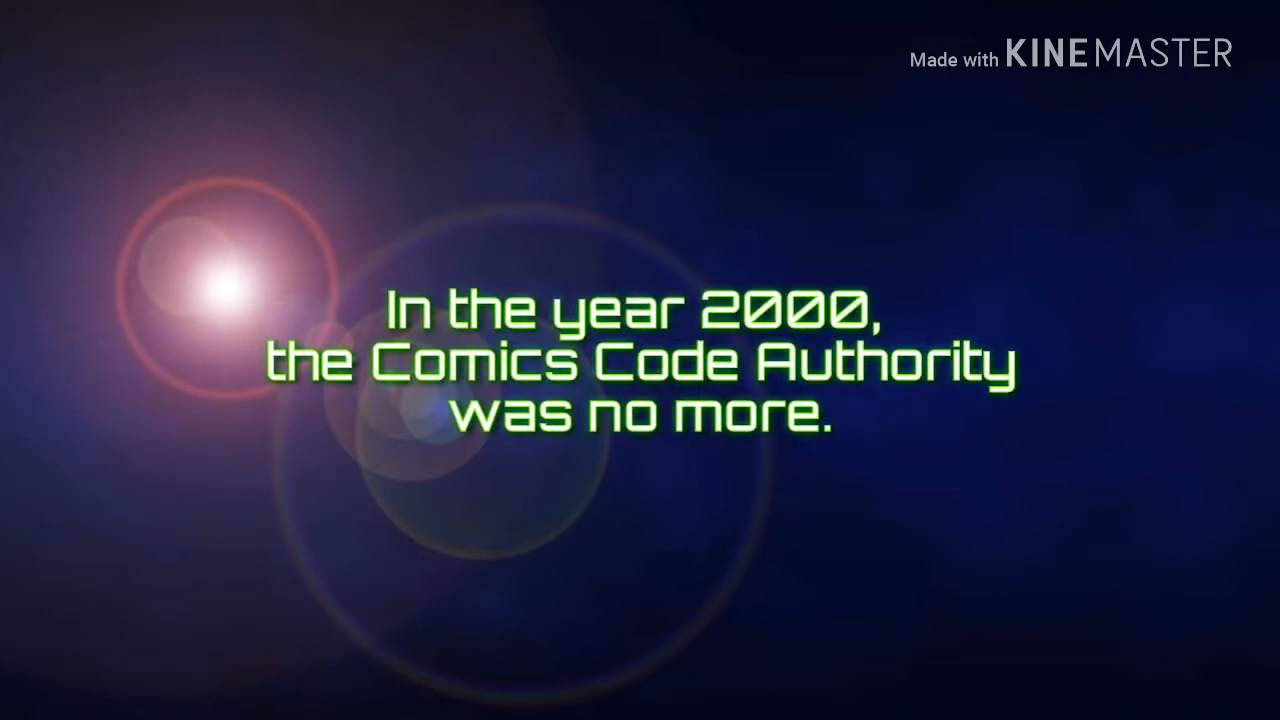 Made with KINEMASTER
In the year 2000,
the Comics Code Authority
was no more.